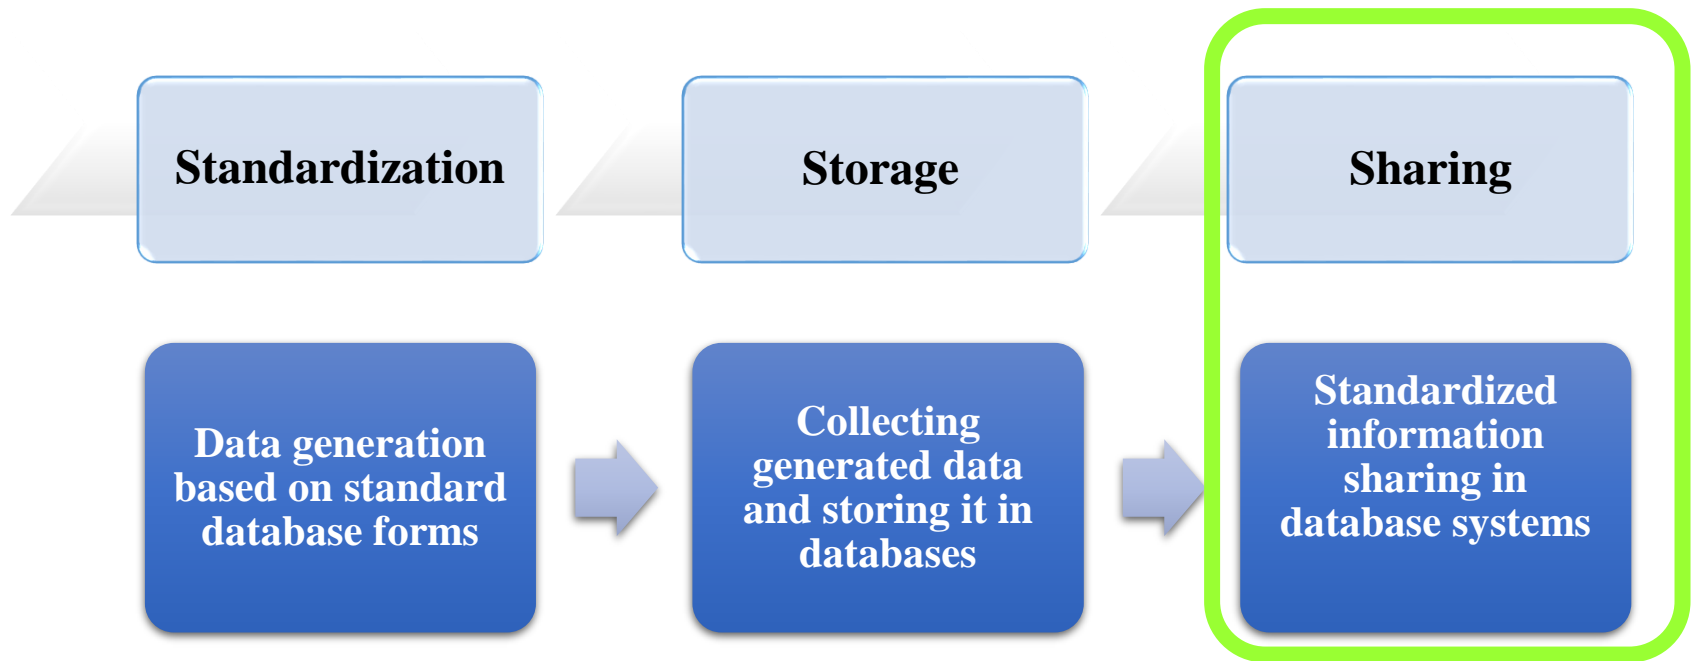 Standardization
Storage
Sharing
Data generation
based on standard
database forms
Collecting
generated data
and storing it in
databases
Standardized
information
sharing in
database systems